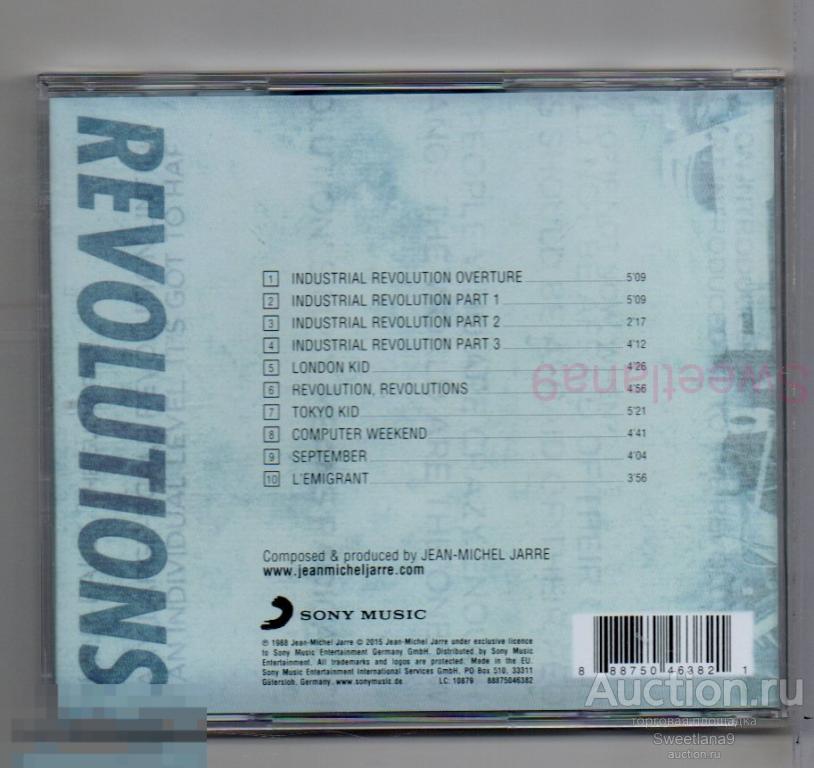 REVOLUTIONS
AN INDIVIDUAL LEVEL. IT'S GOT TO HAP
1 INDUSTRIAL REVOLUTION OVERTURE 5'09
2 INDUSTRIAL REVOLUTION PART 1 5'09
3 INDUSTRIAL REVOLUTION PART 2 2'17
4 INDUSTRIAL REVOLUTION PART 3 4'12
5 LONDON KID 4'26
6 REVOLUTION, REVOLUTIONS 4'56
7 TOKYO KID 5'21
8 COMPUTER WEEKEND 4'41
9 SEPTEMBER 4'04
10 L'EMIGRANT 3'56
Sweetlana9
Composed & produced by JEAN-MICHEL JARRE
www.jeanmicheljarre.com
SONY MUSIC
℗ 1988 Jean-Michel Jarre © 2015 Jean-Michel Jarre under exclusive licence
to Sony Music Entertainment Germany GmbH. Distributed by Sony Music
Entertainment. All trademarks and logos are protected. Made in the EU.
Sony Music Entertainment International Services GmbH, PO Box 510, 33311
Gütersloh, Germany. www.sonymusic.de LC: 10879 88875046382
8 88750 46382 1
Auction.ru
торговая площадка
Sweetlana9
auction.ru